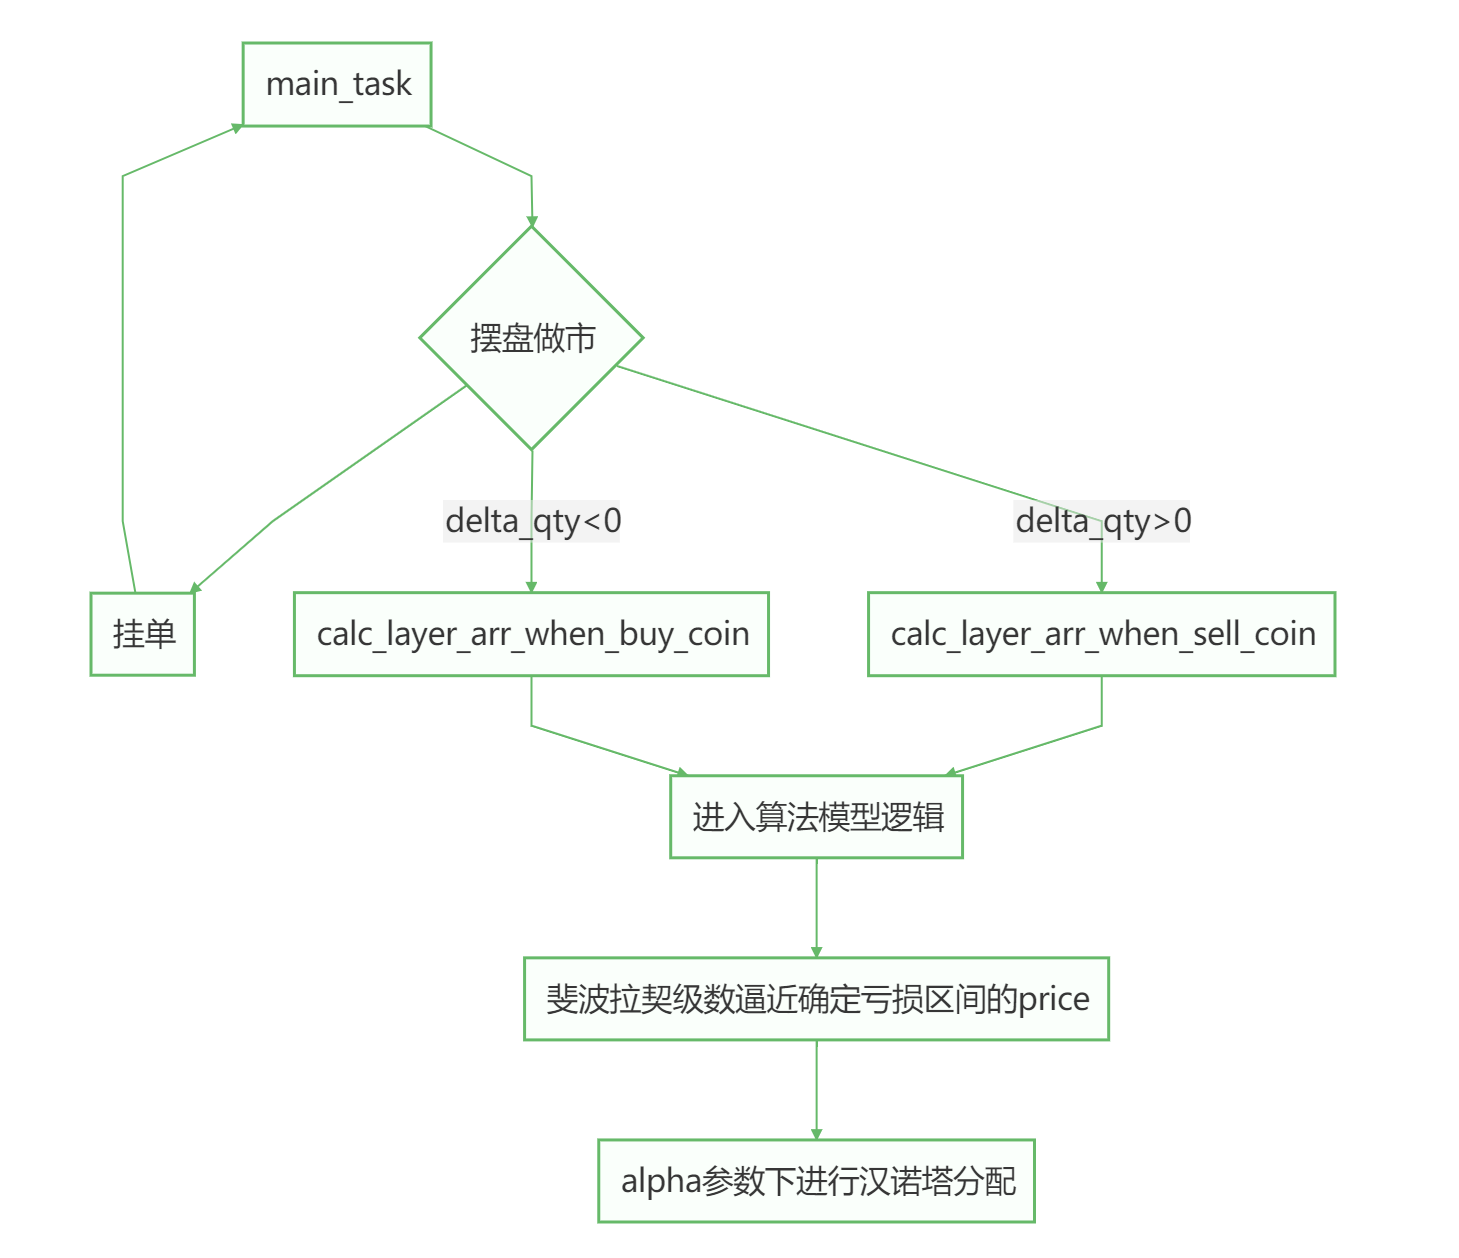 main_task
摆盘做市
delta_qty<0
delta_qty>0
挂单
calc_layer_arr_when_buy_coin
calc_layer_arr_when_sell_coin
进入算法模型逻辑
斐波拉契级数逼近确定亏损区间的price
alpha参数下进行汉诺塔分配